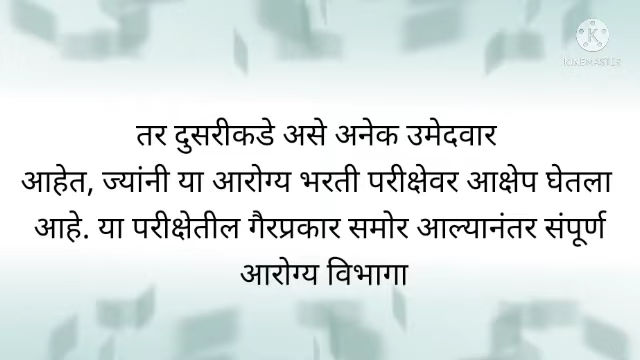 KINEMASTER
तर दुसरीकडे असे अनेक उमेदवार
आहेत, ज्यांनी या आरोग्य भरती परीक्षेवर आक्षेप घेतला
आहे. या परीक्षेतील गैरप्रकार समोर आल्यानंतर संपूर्ण
आरोग्य विभागा